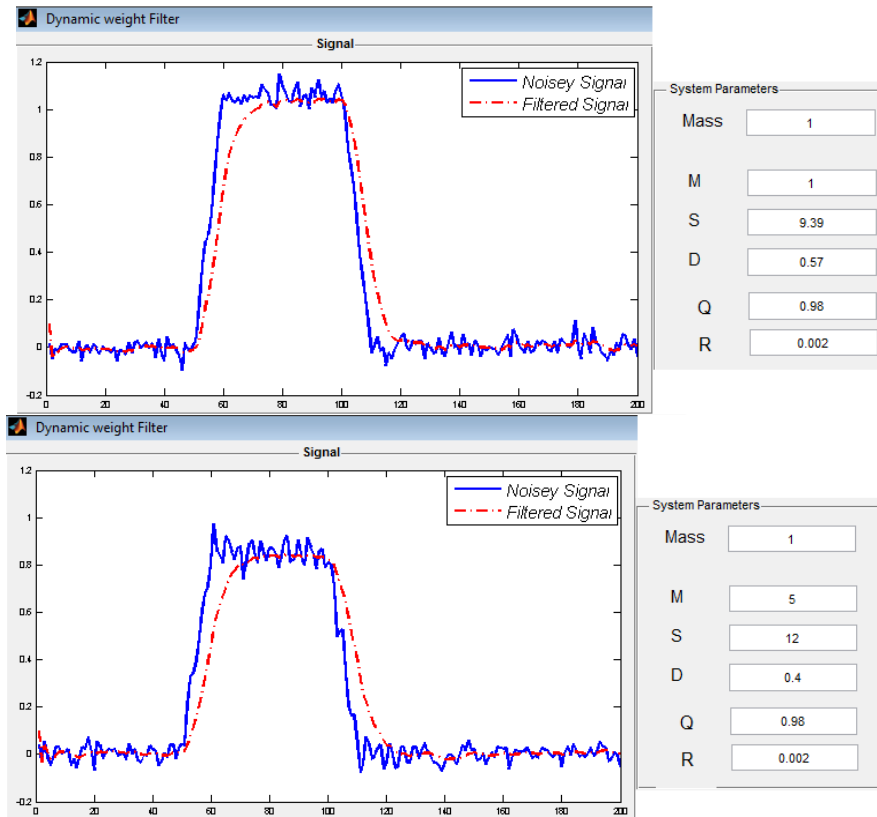 Dynamic weight Filter
Signal
Noisey Signal
Filtered Signal
1.2
1
0.8
0.6
0.4
0.2
0
-0.2
0 20 40 60 80 100 120 140 160 180 200
System Parameters
Mass 1
M 1
S 9.39
D 0.57
Q 0.98
R 0.002
Dynamic weight Filter
Signal
Noisey Signal
Filtered Signal
1.2
1
0.8
0.6
0.4
0.2
0
-0.2
0 20 40 60 80 100 120 140 160 180 200
System Parameters
Mass 1
M 5
S 12
D 0.4
Q 0.98
R 0.002